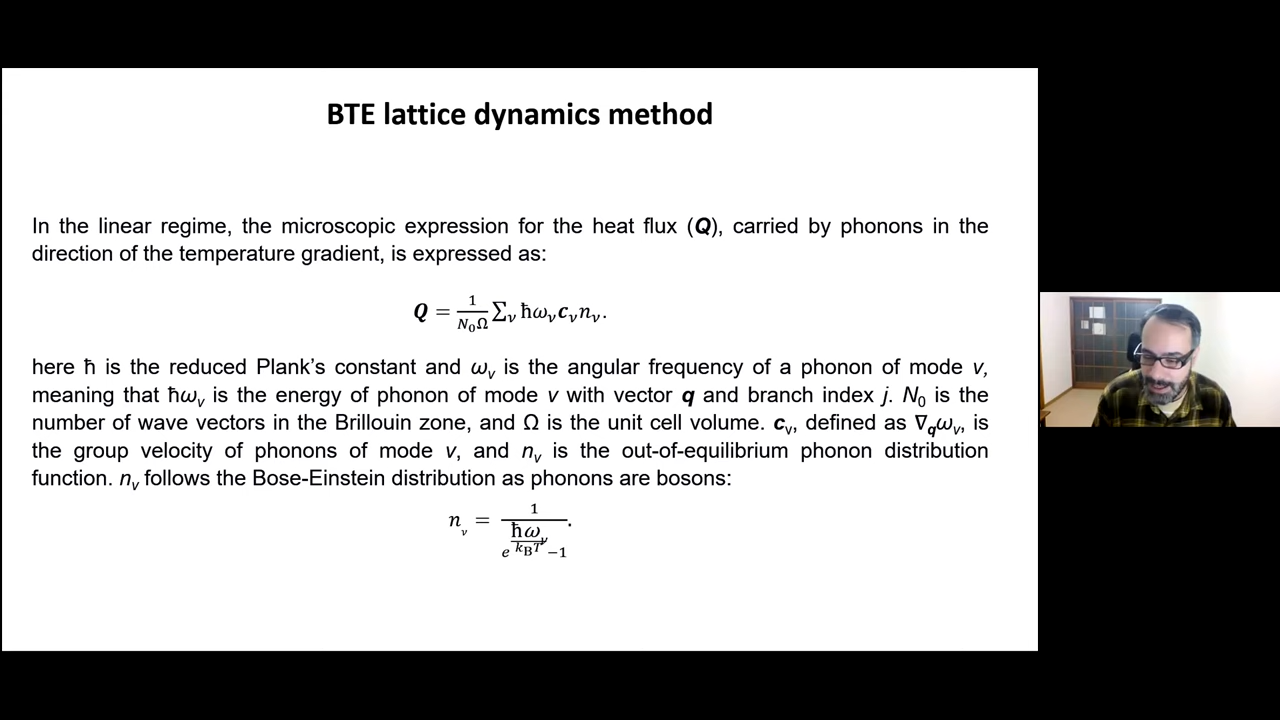 BTE lattice dynamics method
In the linear regime, the microscopic expression for the heat flux (Q), carried by phonons in the
direction of the temperature gradient, is expressed as:
Q = 1/(N₀Ω) ∑ᵥ ħωᵥcᵥnᵥ.
here ħ is the reduced Plank’s constant and ωᵥ is the angular frequency of a phonon of mode v,
meaning that ħωᵥ is the energy of phonon of mode v with vector q and branch index j. N₀ is the
number of wave vectors in the Brillouin zone, and Ω is the unit cell volume. cᵥ, defined as ∇qωᵥ, is
the group velocity of phonons of mode v, and nᵥ is the out-of-equilibrium phonon distribution
function. nᵥ follows the Bose-Einstein distribution as phonons are bosons:
nᵥ = 1/(e^(ħωᵥ/(k_B T)) −1).